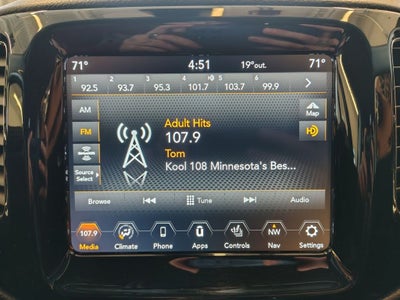 71° 4:51 19°out. 71°
1 2 3 4 5 6
92.5 93.7 95.3 101.7 103.7 99.9
AM
FM
Source
Select
Adult Hits
107.9
Tom
Kool 108 Minnesota's Bes...
Map
HD
Browse Tune Audio
107.9 NW
Media Climate Phone Apps Controls Nav Settings